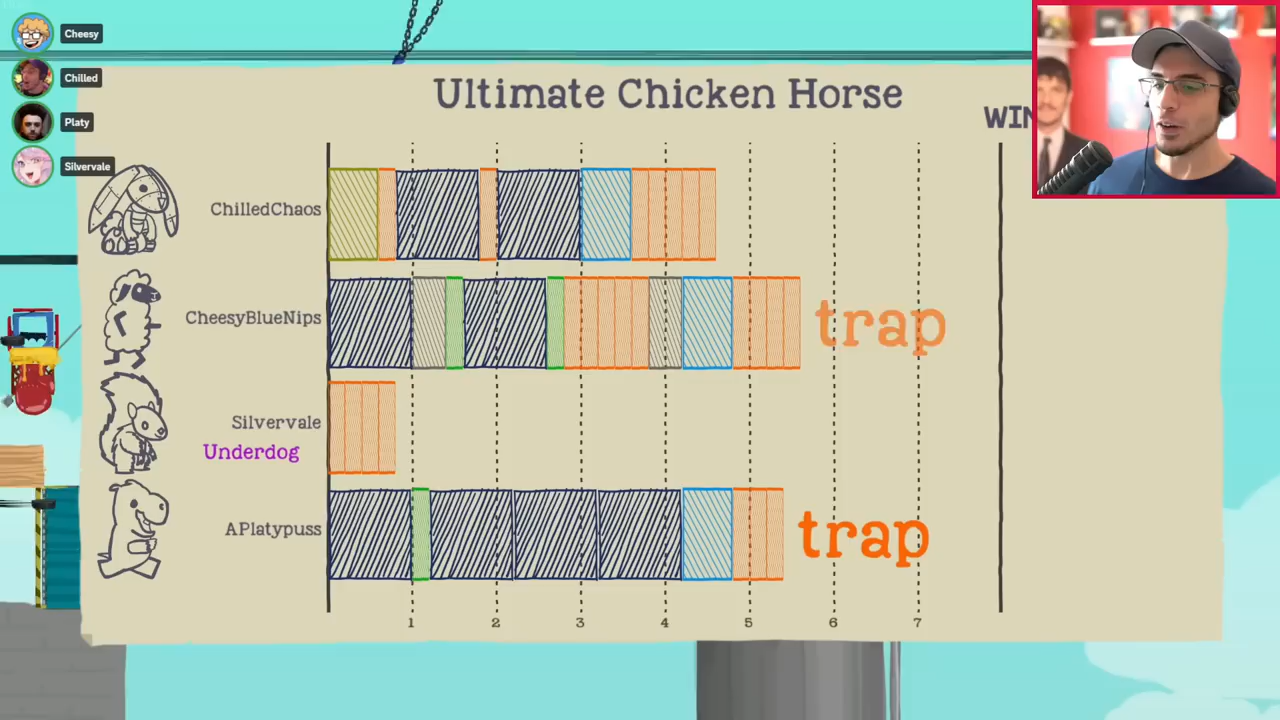 Cheesy
Chilled
Platy
Silvervale
Ultimate Chicken Horse
WIN
ChilledChaos
CheesyBlueNips
trap
Silvervale
Underdog
APlatypuss
trap
1 2 3 4 5 6 7